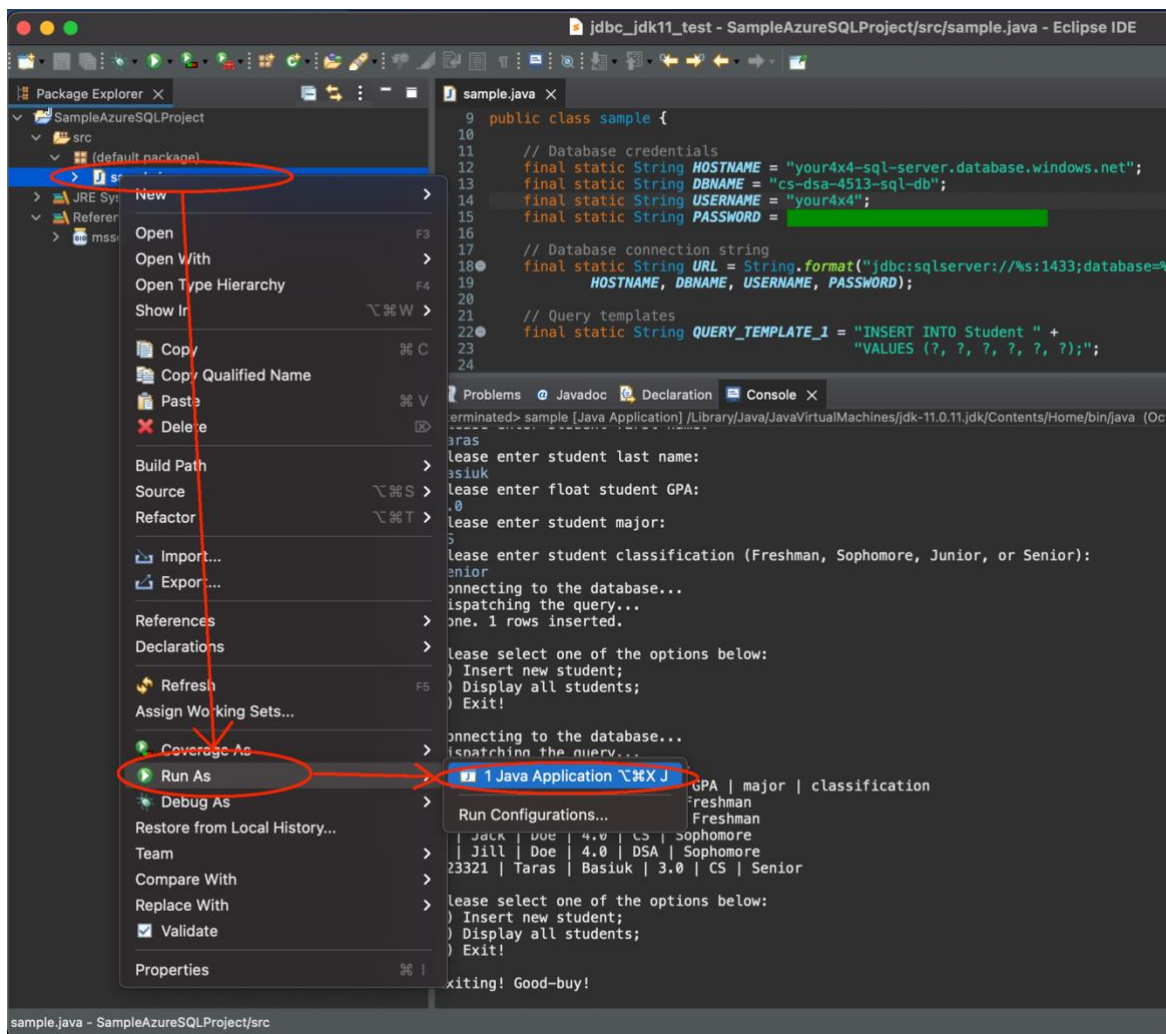 jdbc_jdk11_test - SampleAzureSQLProject/src/sample.java - Eclipse IDE
Package Explorer
SampleAzureSQLProject
src
(default package)
JRE Sys
Referen
mss
New
Open F3
Open With
Open Type Hierarchy F4
Show In ⌥⌘W
Copy ⌘C
Copy Qualified Name
Paste ⌘V
Delete
Build Path
Source ⌥⌘S
Refactor ⌥⌘T
Import...
Export...
References
Declarations
Refresh F5
Assign Working Sets...
Coverage As
Run As
Debug As
Restore from Local History...
Team
Compare With
Replace With
Validate
Properties ⌘I
1 Java Application ⌥⌘X J
Run Configurations...
sample.java
9 public class sample {
10
11 // Database credentials
12 final static String HOSTNAME = "your4x4-sql-server.database.windows.net";
13 final static String DBNAME = "cs-dsa-4513-sql-db";
14 final static String USERNAME = "your4x4";
15 final static String PASSWORD =
16
17 // Database connection string
18 final static String URL = String.format("jdbc:sqlserver://%s:1433;database=%
19 HOSTNAME, DBNAME, USERNAME, PASSWORD);
20
21 // Query templates
22 final static String QUERY_TEMPLATE_1 = "INSERT INTO Student " +
23 "VALUES (?, ?, ?, ?, ?, ?);";
24
Problems Javadoc Declaration Console
erminated> sample [Java Application] /Library/Java/JavaVirtualMachines/jdk-11.0.11.jdk/Contents/Home/bin/java (Oc
aras
lease enter student last name:
asiuk
lease enter float student GPA:
.0
lease enter student major:
S
lease enter student classification (Freshman, Sophomore, Junior, or Senior):
enior
onnecting to the database...
ispatching the query...
one. 1 rows inserted.
lease select one of the options below:
) Insert new student;
) Display all students;
) Exit!
onnecting to the database...
ispatching the query...
GPA | major | classification
Freshman
Freshman
| Jack | Doe | 4.0 | CS | Sophomore
| Jill | Doe | 4.0 | DSA | Sophomore
23321 | Taras | Basiuk | 3.0 | CS | Senior
lease select one of the options below:
) Insert new student;
) Display all students;
) Exit!
xiting! Good-buy!
sample.java - SampleAzureSQLProject/src